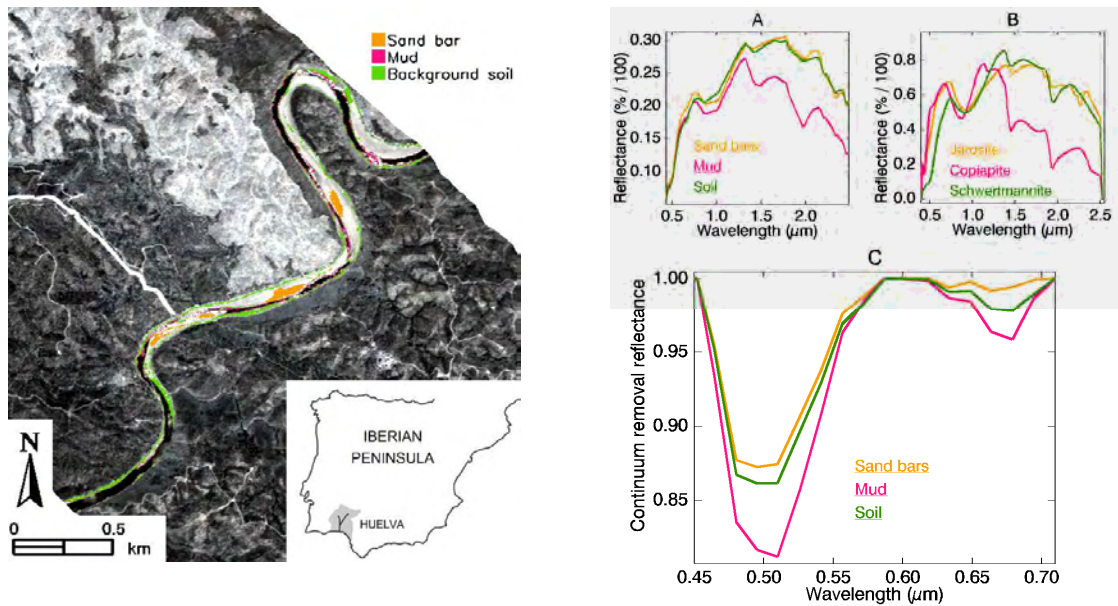 Sand bar
Mud
Background soil
N
0
0.5
km
IBERIAN
PENINSULA
HUELVA
A
Reflectance (% / 100)
0.30
0.25
0.20
0.15
0.10
Sand bars
Mud
Soil
0.5
1.0
1.5
2.0
2.5
Wavelength (µm)
B
Reflectance (% / 100)
0.8
0.6
0.4
0.2
0.0
Jarosite
Copiapite
Schwertmannite
0.5
1.0
1.5
2.0
2.5
Wavelength (µm)
C
Continuum removal reflectance
1.00
0.95
0.90
0.85
Sand bars
Mud
Soil
0.45
0.50
0.55
0.60
0.65
0.70
Wavelength (µm)